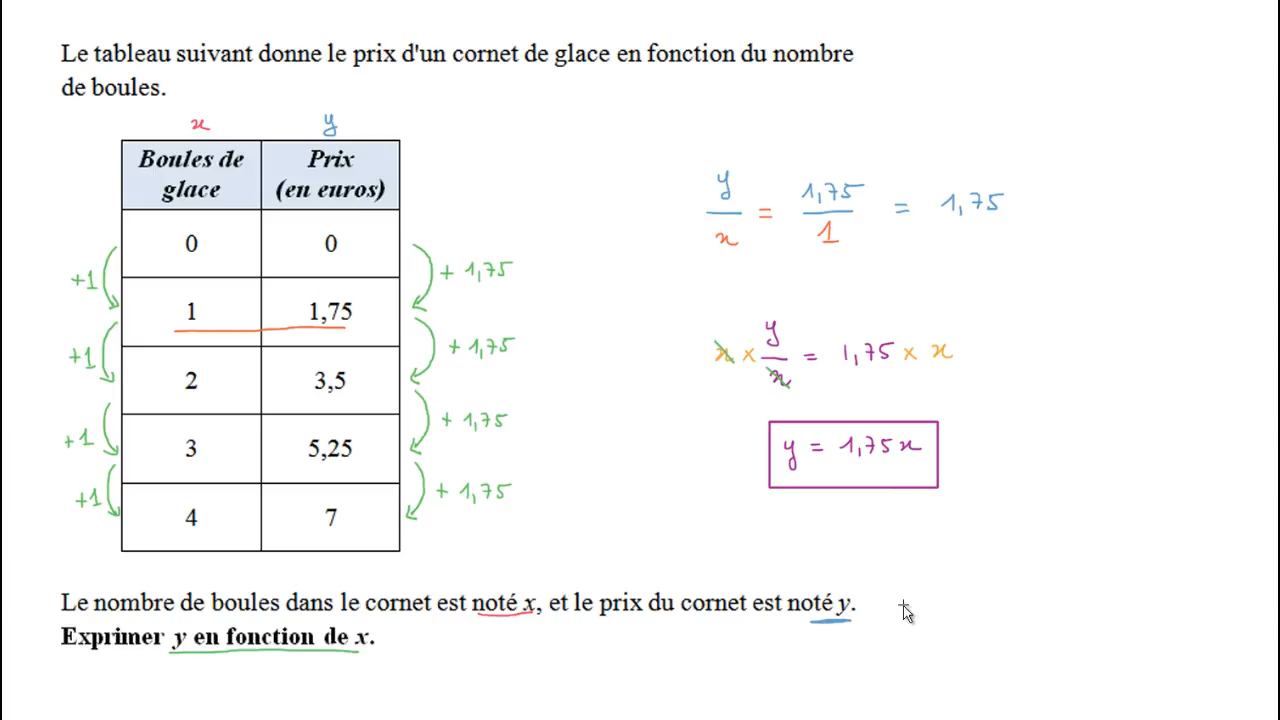 Le tableau suivant donne le prix d'un cornet de glace en fonction du nombre
de boules.
x y
Boules de glace Prix (en euros)
0 0
+1 + 1,75
1 1,75
+1 + 1,75
2 3,5
+1 + 1,75
3 5,25
+1 + 1,75
4 7
y/x = 1,75/1 = 1,75
x × y/x = 1,75 × x
y = 1,75x
Le nombre de boules dans le cornet est noté x, et le prix du cornet est noté y.
Exprimer y en fonction de x.